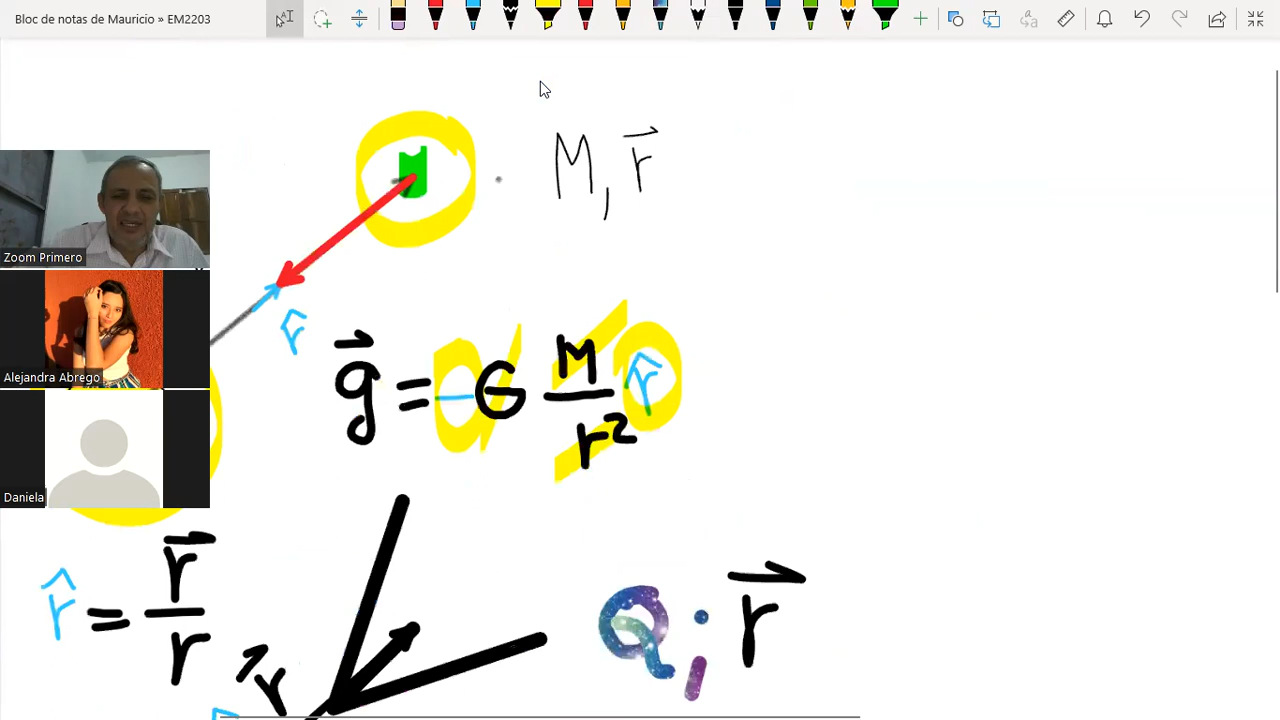 Bloc de notas de Mauricio » EM2203
M, r⃗
Zoom Primero
r̂
Alejandra Abrego
g⃗ = - G M/r² r̂
Daniela
r̂ = r⃗/r
r⃗
Q; r⃗